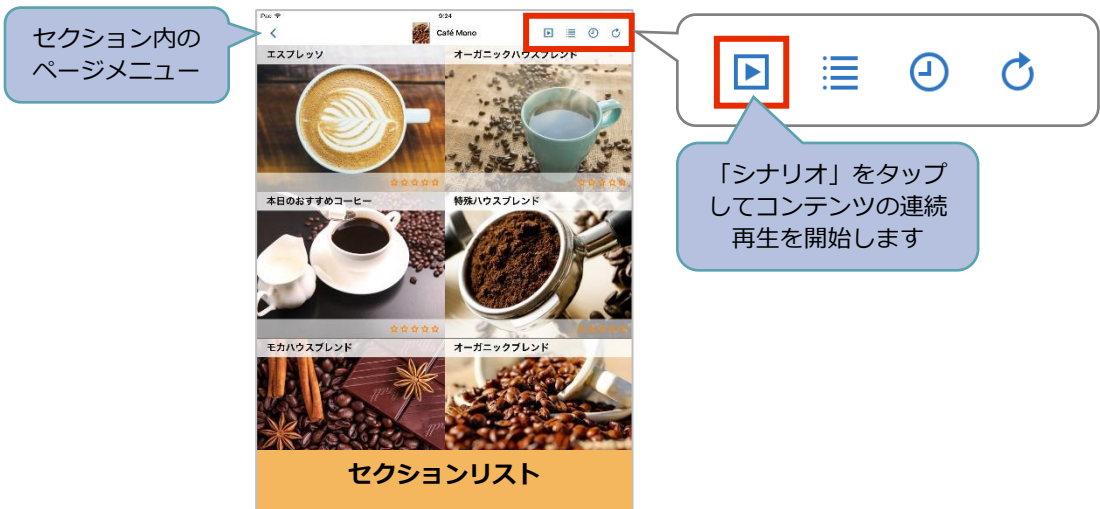 セクション内の
ページメニュー
Pac
9:24
Café Mono
エスプレッソ
オーガニックハウスブレンド
本日のおすすめコーヒー
特殊ハウスブレンド
モカハウスブレンド
オーガニックブレンド
セクションリスト
「シナリオ」をタップ
してコンテンツの連続
再生を開始します